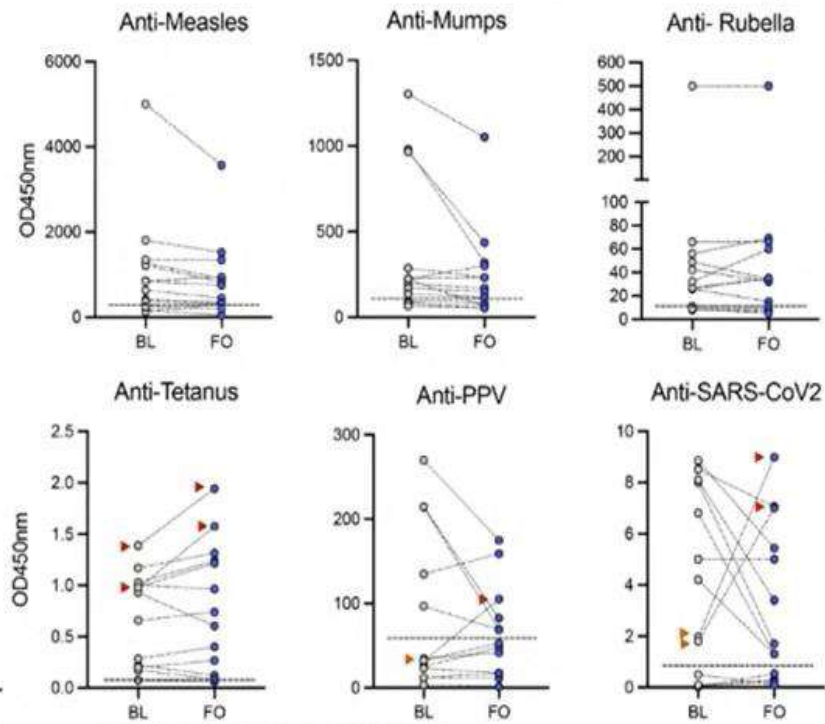 Anti-Measles
Anti-Mumps
Anti- Rubella
OD450nm
6000
4000
2000
0
BL FO
1500
1000
500
0
BL FO
600
500
400
300
200
100
80
60
40
20
0
BL FO
Anti-Tetanus
Anti-PPV
Anti-SARS-CoV2
OD450nm
2.5
2.0
1.5
1.0
0.5
0.0
BL FO
300
200
100
0
BL FO
10
8
6
4
2
0
BL FO